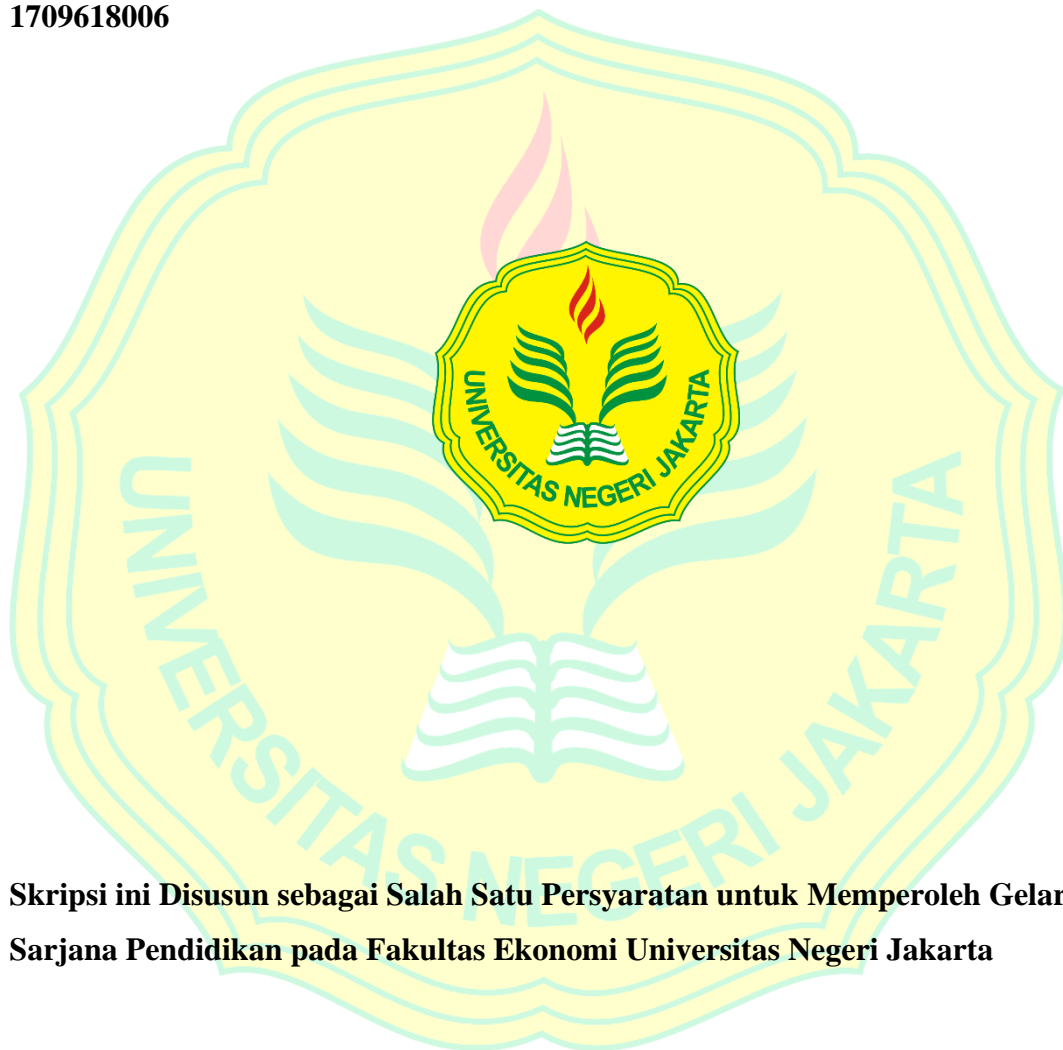 1709618006
UNIVERSITAS NEGERI JAKARTA
UNIVERSITAS NEGERI JAKARTA
Skripsi ini Disusun sebagai Salah Satu Persyaratan untuk Memperoleh Gelar
Sarjana Pendidikan pada Fakultas Ekonomi Universitas Negeri Jakarta